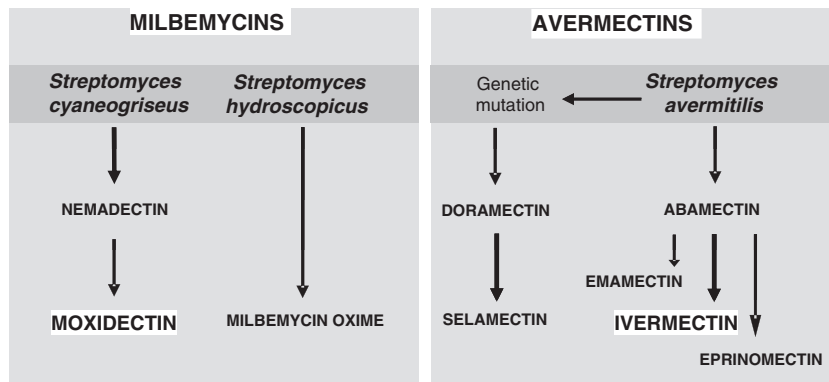 MILBEMYCINS
Streptomyces
cyaneogriseus
Streptomyces
hydroscopicus
NEMADECTIN
MOXIDECTIN
MILBEMYCIN OXIME
AVERMECTINS
Genetic
mutation
Streptomyces
avermitilis
DORAMECTIN
ABAMECTIN
EMAMECTIN
SELAMECTIN
IVERMECTIN
EPRINOMECTIN